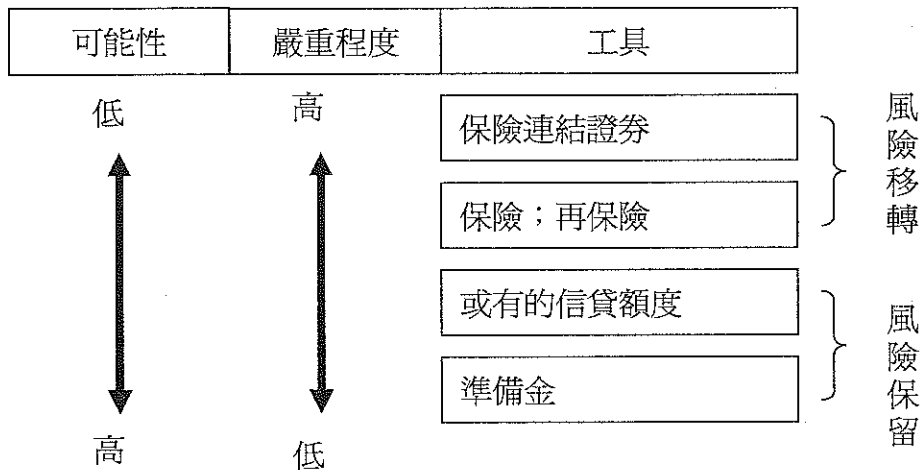 可能性 嚴重程度 工具
低 高
保險連結證券
保險；再保險
風險移轉
或有的信貸額度
準備金
風險保留
高 低